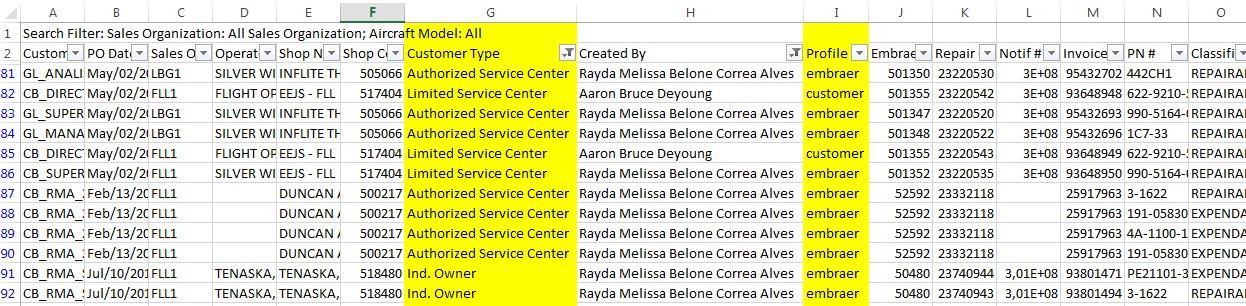 A B C D E F G H I J K L M N O
1 Search Filter: Sales Organization: All Sales Organization; Aircraft Model: All
2 Custom PO Date Sales O Operat Shop N Shop Co Customer Type Created By Profile Embrae Repair Notif # Invoice PN # Classifi
81 GL_ANALI May/02/20 LBG1 SILVER WI INFLITE TH 505066 Authorized Service Center Rayda Melissa Belone Correa Alves embraer 501350 23220530 3E+08 95432702 442CH1 REPAIRAI
82 CB_DIRECT May/02/20 FLL1 FLIGHT OP EEJS - FLL 517404 Limited Service Center Aaron Bruce Deyoung customer 501355 23220542 3E+08 93648948 622-9210- REPAIRAI
83 GL_SUPER May/02/20 LBG1 SILVER WI INFLITE TH 505066 Authorized Service Center Rayda Melissa Belone Correa Alves embraer 501347 23220520 3E+08 95432693 990-5164- REPAIRAI
84 GL_MANA May/02/20 LBG1 SILVER WI INFLITE TH 505066 Authorized Service Center Rayda Melissa Belone Correa Alves embraer 501348 23220522 3E+08 95432696 1C7-33 REPAIRAI
85 CB_DIRECT May/02/20 FLL1 FLIGHT OP EEJS - FLL 517404 Limited Service Center Aaron Bruce Deyoung customer 501355 23220543 3E+08 93648949 622-9210- REPAIRAI
86 CB_SUPER May/02/20 FLL1 SILVER WI EEJS - FLL 517404 Limited Service Center Rayda Melissa Belone Correa Alves embraer 501352 23220535 3E+08 93648950 990-5164- REPAIRAI
87 CB_RMA_ Feb/13/20 FLL1 DUNCAN A 500217 Authorized Service Center Rayda Melissa Belone Correa Alves embraer 52592 23332118 25917963 3-1622 REPAIRAI
88 CB_RMA_ Feb/13/20 FLL1 DUNCAN A 500217 Authorized Service Center Rayda Melissa Belone Correa Alves embraer 52592 23332118 25917963 191-05830 EXPENDA
89 CB_RMA_ Feb/13/20 FLL1 DUNCAN A 500217 Authorized Service Center Rayda Melissa Belone Correa Alves embraer 52592 23332118 25917963 4A-1100-1 EXPENDA
90 CB_RMA_ Feb/13/20 FLL1 DUNCAN A 500217 Authorized Service Center Rayda Melissa Belone Correa Alves embraer 52592 23332118 25917963 191-05830 EXPENDA
91 CB_RMA_ Jul/10/201 FLL1 TENASKA, TENASKA, 518480 Ind. Owner Rayda Melissa Belone Correa Alves embraer 50480 23740944 3,01E+08 93801471 PE21101-3 EXPENDA
92 CB_RMA_ Jul/10/201 FLL1 TENASKA, TENASKA, 518480 Ind. Owner Rayda Melissa Belone Correa Alves embraer 50480 23740943 3,01E+08 93801494 3-1622 REPAIRAI